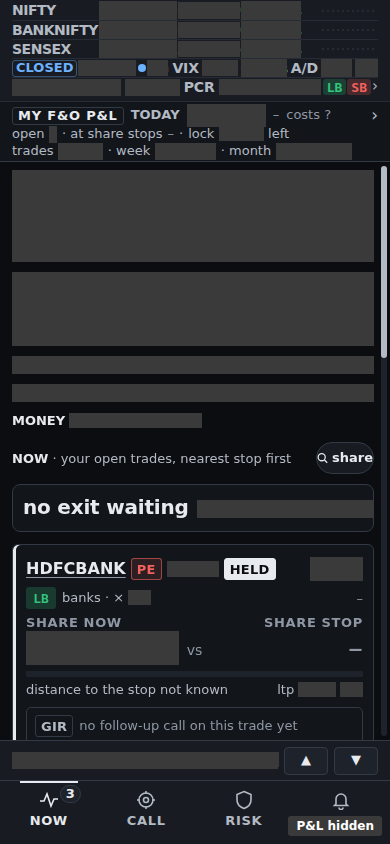 NIFTY
BANKNIFTY
SENSEX
CLOSED VIX A/D
PCR LB SB ›
MY F&O P&L TODAY – costs ? ›
open · at share stops – · lock left
trades · week · month
MONEY
NOW · your open trades, nearest stop first share
no exit waiting
HDFCBANK PE HELD
LB banks · × –
SHARE NOW SHARE STOP
vs —
distance to the stop not known ltp
GIR no follow-up call on this trade yet
▲ ▼
3
NOW CALL RISK P&L hidden